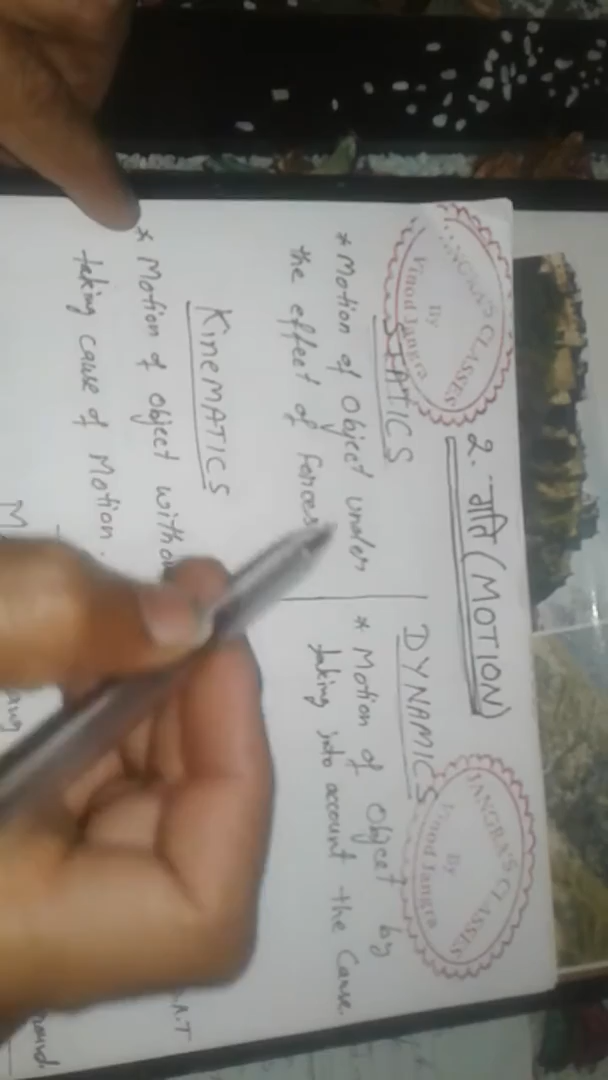 2. गति (MOTION)
JANGRA'S CLASSES
By
Vinod Jangra
STATICS
* Motion of Object under
the effect of forces
DYNAMICS
* Motion of Object by
taking into account the Cause.
JANGRA'S CLASSES
By
Vinod Jangra
KINEMATICS
* Motion of Object witho
taking cause of Motion.